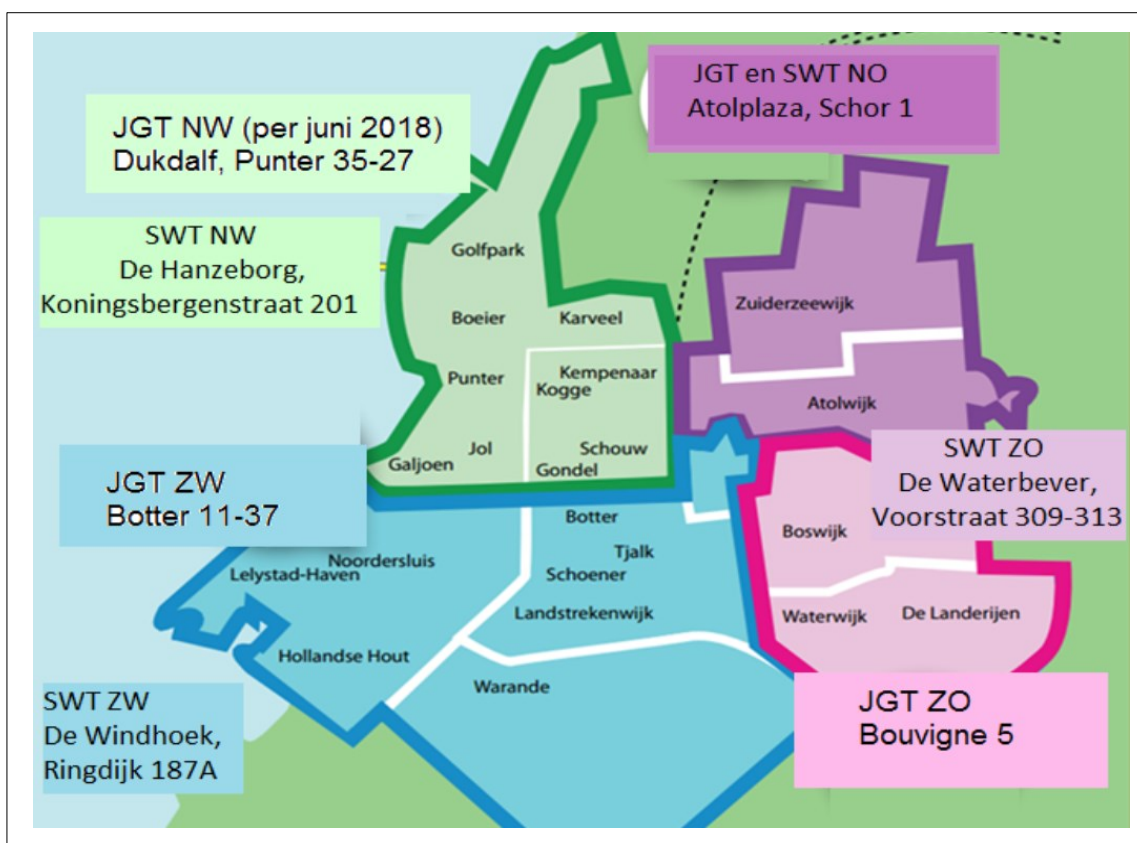 JGT en SWT NO
Atolplaza, Schor 1
JGT NW (per juni 2018)
Dukdalf, Punter 35-27
SWT NW
De Hanzeborg,
Koningsbergenstraat 201
Golfpark
Boeier
Karveel
Punter
Kempenaar
Kogge
Jol
Schouw
Galjoen
Gondel
Zuiderzeewijk
Atolwijk
SWT ZO
De Waterbever,
Voorstraat 309-313
JGT ZW
Botter 11-37
Botter
Tjalk
Noordersluis
Lelystad-Haven
Schoener
Landstrekenwijk
Hollandse Hout
Warande
Boswijk
Waterwijk
De Landerijen
SWT ZW
De Windhoek,
Ringdijk 187A
JGT ZO
Bouvigne 5